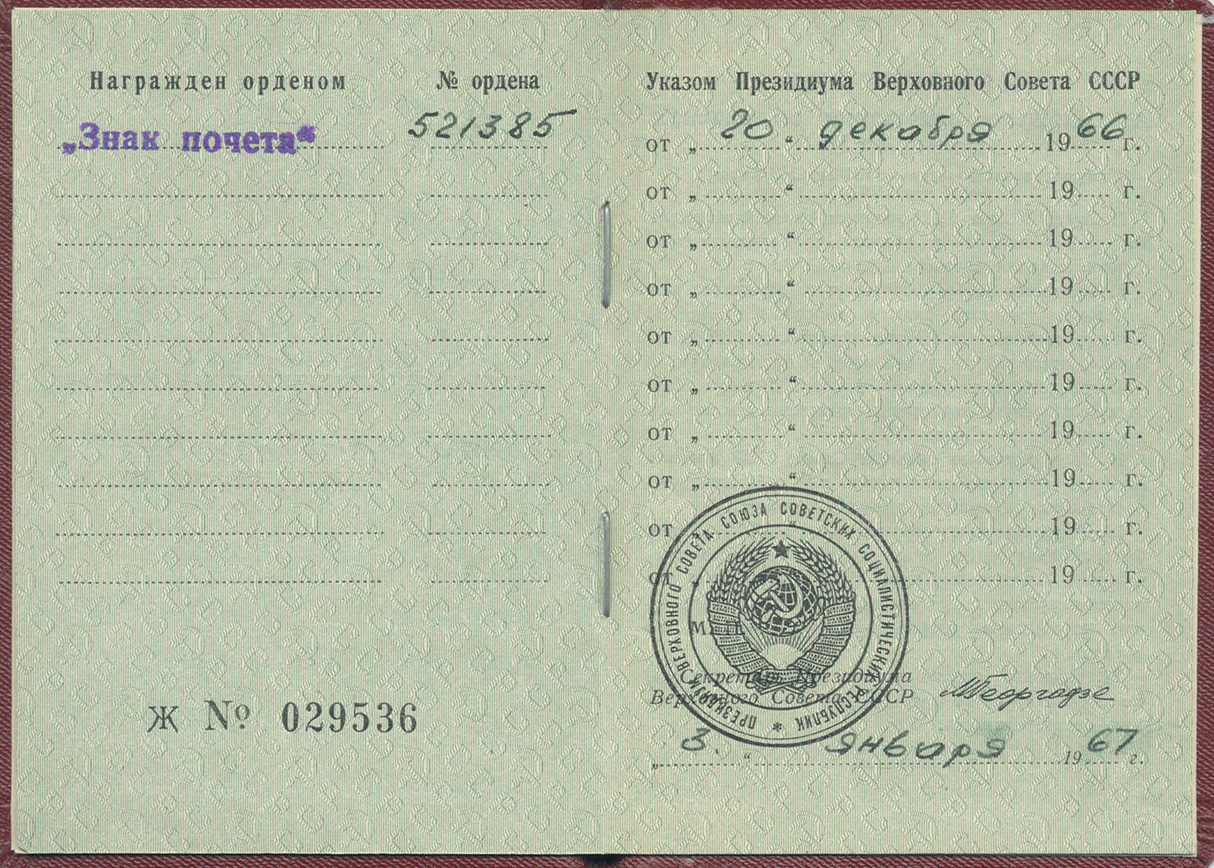 Награжден орденом
№ ордена
„Знак почета“
521385
Ж № 029536
Указом Президиума Верховного Совета СССР
от „ 20 “ декабря 1966 г.
от „ “ 19 г.
от „ “ 19 г.
от „ “ 19 г.
от „ “ 19 г.
от „ “ 19 г.
от „ “ 19 г.
от „ “ 19 г.
от „ “ 19 г.
от „ 19 г.
ПРЕЗИДИУМ ВЕРХОВНОГО СОВЕТА СОЮЗА СОВЕТСКИХ СОЦИАЛИСТИЧЕСКИХ РЕСПУБЛИК *
М. П.
Секретарь Президиума
Верховного Совета СССР
МГеоргадзе
„ 3. “ января 1967 г.